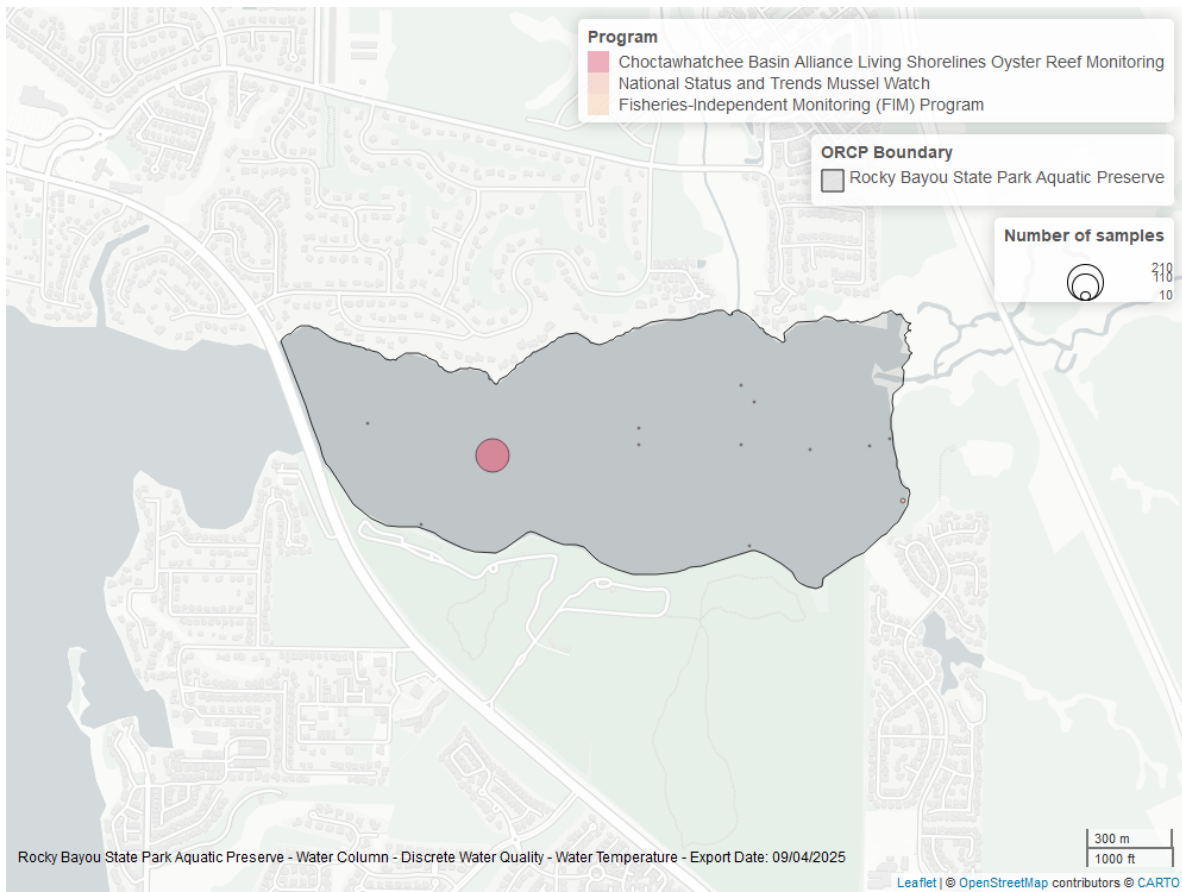 Program
Choctawhatchee Basin Alliance Living Shorelines Oyster Reef Monitoring
National Status and Trends Mussel Watch
Fisheries-Independent Monitoring (FIM) Program
ORCP Boundary
Rocky Bayou State Park Aquatic Preserve
Number of samples
210
110
10
300 m
1000 ft
Rocky Bayou State Park Aquatic Preserve - Water Column - Discrete Water Quality - Water Temperature - Export Date: 09/04/2025
Leaflet | © OpenStreetMap contributors © CARTO